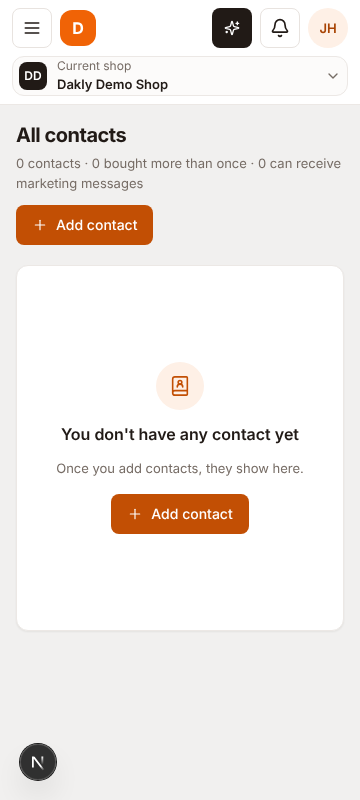 D
JH
DD
Current shop
Dakly Demo Shop
All contacts
0 contacts · 0 bought more than once · 0 can receive
marketing messages
+ Add contact
You don't have any contact yet
Once you add contacts, they show here.
+ Add contact
N